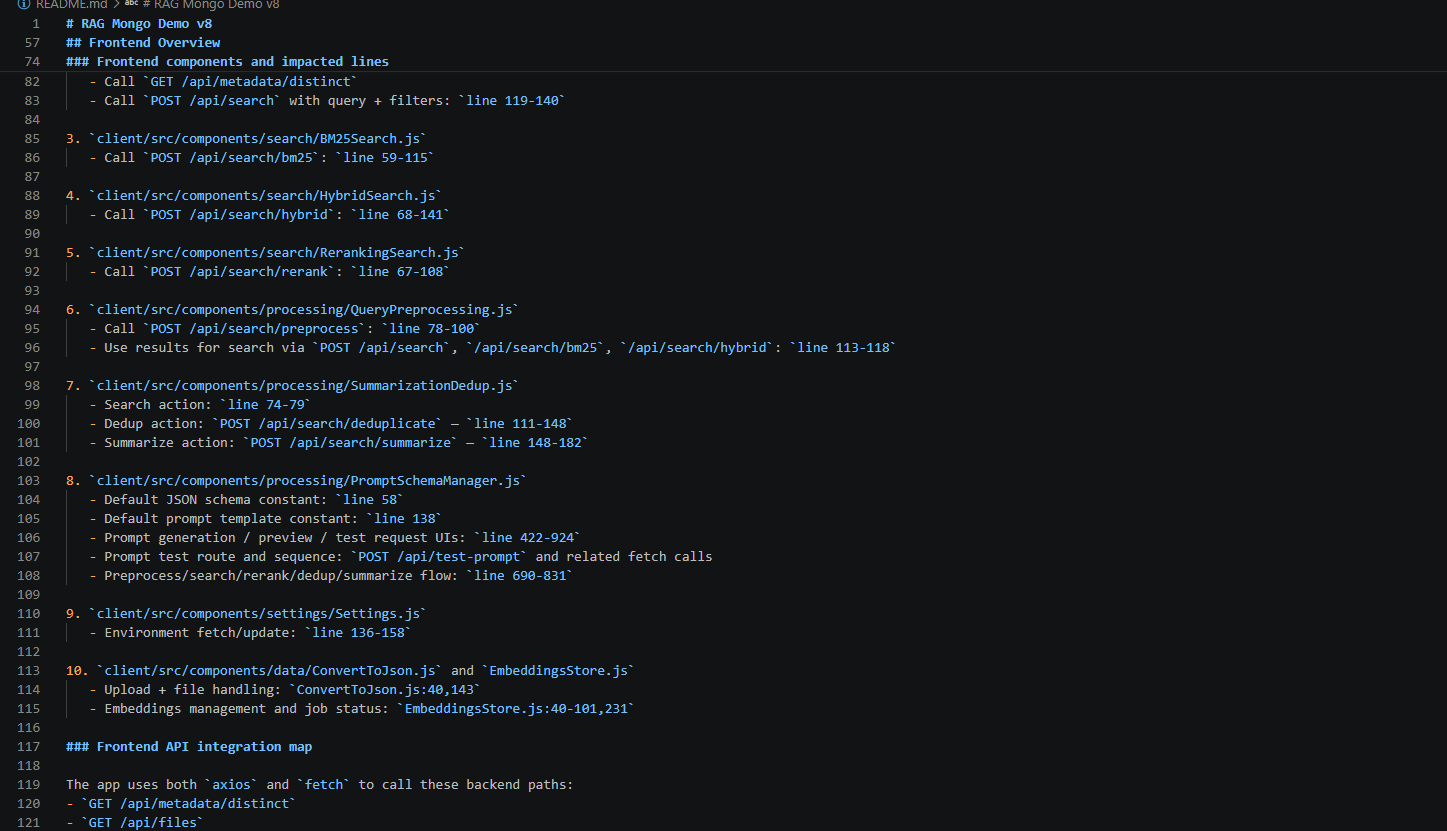 README.md > abc # RAG Mongo Demo v8
1 # RAG Mongo Demo v8
57 ## Frontend Overview
74 ### Frontend components and impacted lines
82 - Call `GET /api/metadata/distinct`
83 - Call `POST /api/search` with query + filters: `line 119-140`
84
85 3. `client/src/components/search/BM25Search.js`
86 - Call `POST /api/search/bm25`: `line 59-115`
87
88 4. `client/src/components/search/HybridSearch.js`
89 - Call `POST /api/search/hybrid`: `line 68-141`
90
91 5. `client/src/components/search/RerankingSearch.js`
92 - Call `POST /api/search/rerank`: `line 67-108`
93
94 6. `client/src/components/processing/QueryPreprocessing.js`
95 - Call `POST /api/search/preprocess`: `line 78-100`
96 - Use results for search via `POST /api/search`, `/api/search/bm25`, `/api/search/hybrid`: `line 113-118`
97
98 7. `client/src/components/processing/SummarizationDedup.js`
99 - Search action: `line 74-79`
100 - Dedup action: `POST /api/search/deduplicate` — `line 111-148`
101 - Summarize action: `POST /api/search/summarize` — `line 148-182`
102
103 8. `client/src/components/processing/PromptSchemaManager.js`
104 - Default JSON schema constant: `line 58`
105 - Default prompt template constant: `line 138`
106 - Prompt generation / preview / test request UIs: `line 422-924`
107 - Prompt test route and sequence: `POST /api/test-prompt` and related fetch calls
108 - Preprocess/search/rerank/dedup/summarize flow: `line 690-831`
109
110 9. `client/src/components/settings/Settings.js`
111 - Environment fetch/update: `line 136-158`
112
113 10. `client/src/components/data/ConvertToJson.js` and `EmbeddingsStore.js`
114 - Upload + file handling: `ConvertToJson.js:40,143`
115 - Embeddings management and job status: `EmbeddingsStore.js:40-101,231`
116
117 ### Frontend API integration map
118
119 The app uses both `axios` and `fetch` to call these backend paths:
120 - `GET /api/metadata/distinct`
121 - `GET /api/files`